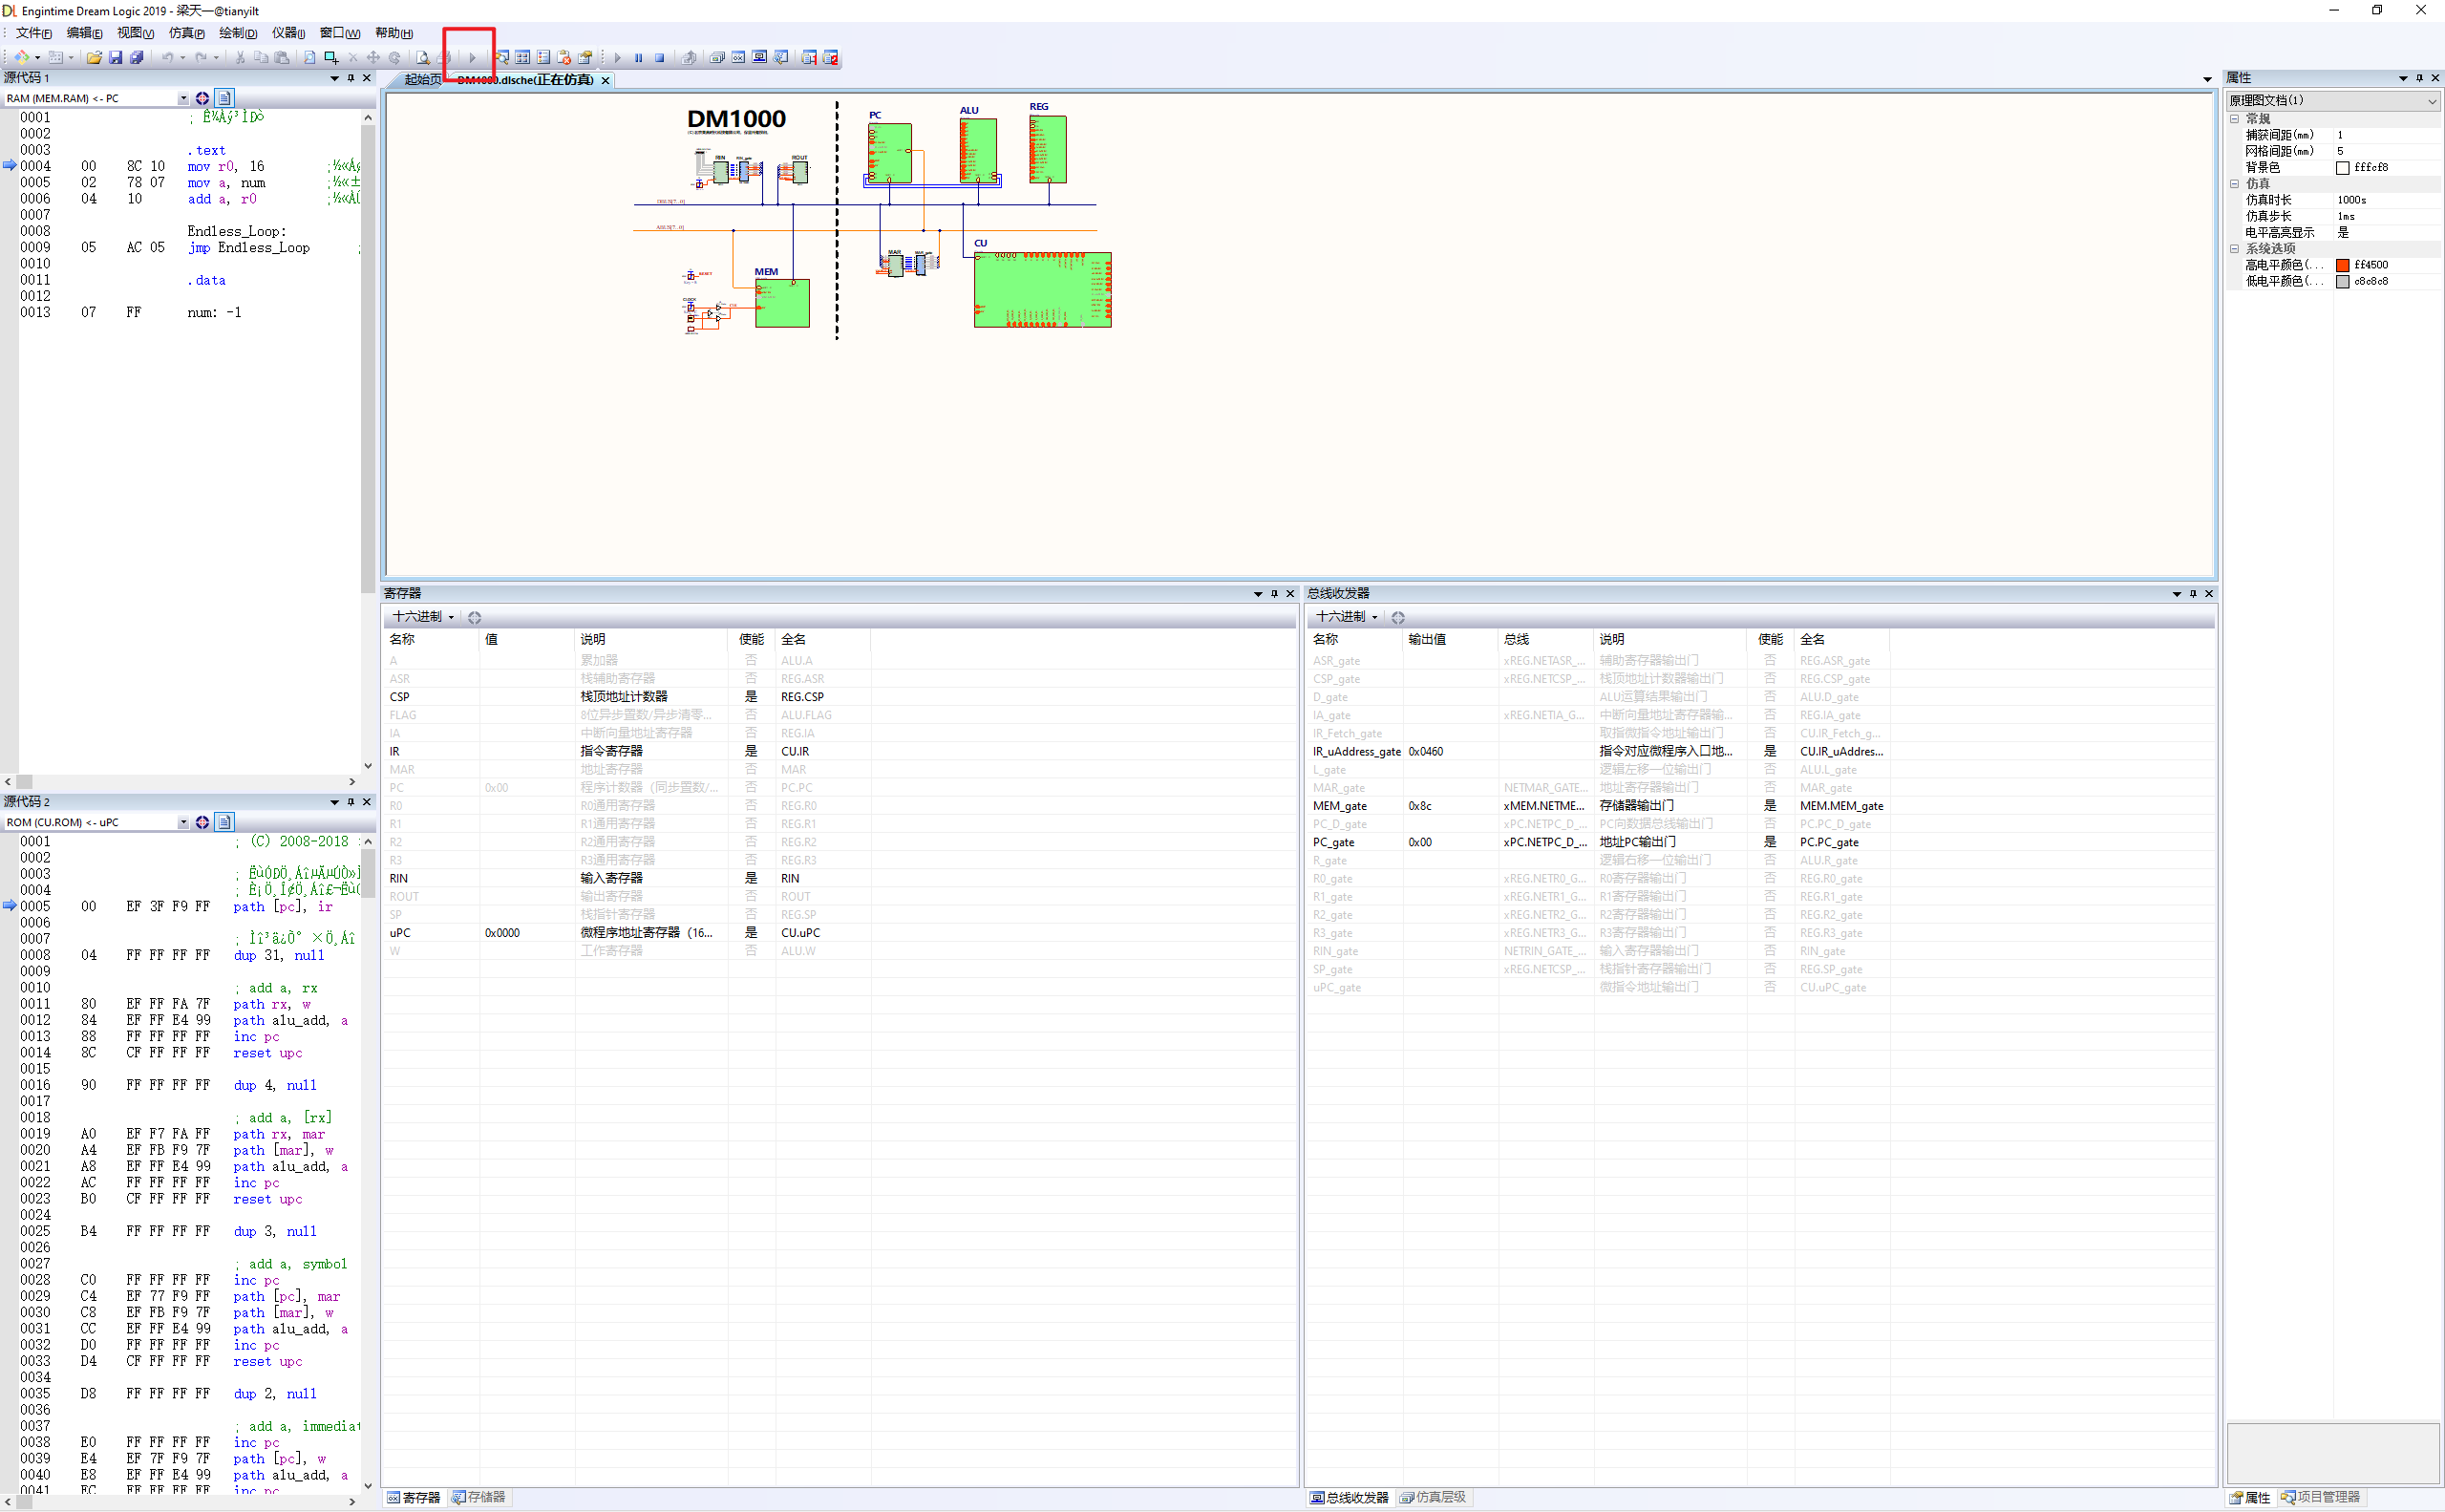 Engintime Dream Logic 2019 - 梁天一@tianyilt
文件(F) 编辑(E) 视图(V) 仿真(P) 绘制(D) 仪器(I) 窗口(W) 帮助(H)
源代码 1
RAM (MEM.RAM) <- PC
0001 ; Ê¾Àý³ÌÐò
0002
0003 .text
0004 00 8C 10 mov r0, 16
0005 02 78 07 mov a, num
0006 04 10 add a, r0
0007
0008 Endless_Loop:
0009 05 AC 05 jmp Endless_Loop ;
0010
0011 .data
0012
0013 07 FF num: -1
源代码 2
ROM (CU.ROM) <- uPC
0001 ; (C) 2008-2018
0002
0003
0004
0005 00 EF 3F F9 FF path [pc], ir
0006
0007
0008 04 FF FF FF FF dup 31, null
0009
0010 ; add a, rx
0011 80 EF FF FA 7F path rx, w
0012 84 EF FF E4 99 path alu_add, a
0013 88 FF FF FF FF inc pc
0014 8C CF FF FF FF reset upc
0015
0016 90 FF FF FF FF dup 4, null
0017
0018 ; add a, [rx]
0019 A0 EF F7 FA FF path rx, mar
0020 A4 EF FB F9 7F path [mar], w
0021 A8 EF FF E4 99 path alu_add, a
0022 AC FF FF FF FF inc pc
0023 B0 CF FF FF FF reset upc
0024
0025 B4 FF FF FF FF dup 3, null
0026
0027 ; add a, symbol
0028 C0 FF FF FF FF inc pc
0029 C4 EF 77 F9 FF path [pc], mar
0030 C8 EF FB F9 7F path [mar], w
0031 CC EF FF E4 99 path alu_add, a
0032 D0 FF FF FF FF inc pc
0033 D4 CF FF FF FF reset upc
0034
0035 D8 FF FF FF FF dup 2, null
0036
0037 ; add a, immediat
0038 E0 FF FF FF FF inc pc
0039 E4 EF 7F F9 7F path [pc], w
0040 E8 EF FF E4 99 path alu_add, a
0041 EC FF FF FF FF inc pc
起始页 DM1000.dlsche(正在仿真)
DM1000
PC
ALU
REG
RIN
ROUT
MAR
CU
MEM
寄存器
十六进制
名称 值 说明 使能 全名
A 累加器 否 ALU.A
ASR 栈辅助寄存器 否 REG.ASR
CSP 栈顶地址计数器 是 REG.CSP
FLAG 8位异步置数/异步清零... 否 ALU.FLAG
IA 中断向量地址寄存器 否 REG.IA
IR 指令寄存器 是 CU.IR
MAR 地址寄存器 否 MAR
PC 0x00 程序计数器（同步置数/... 否 PC.PC
R0 R0通用寄存器 否 REG.R0
R1 R1通用寄存器 否 REG.R1
R2 R2通用寄存器 否 REG.R2
R3 R3通用寄存器 否 REG.R3
RIN 输入寄存器 是 RIN
ROUT 输出寄存器 否 ROUT
SP 栈指针寄存器 否 REG.SP
uPC 0x0000 微程序地址寄存器（16... 是 CU.uPC
W 工作寄存器 否 ALU.W
寄存器 存储器
总线收发器
十六进制
名称 输出值 总线 说明 使能 全名
ASR_gate xREG.NETASR_... 辅助寄存器输出门 否 REG.ASR_gate
CSP_gate xREG.NETCSP_... 栈顶地址计数器输出门 否 REG.CSP_gate
D_gate ALU运算结果输出门 否 ALU.D_gate
IA_gate xREG.NETIA_G... 中断向量地址寄存器输... 否 REG.IA_gate
IR_Fetch_gate 取指微指令地址输出门 否 CU.IR_Fetch_g...
IR_uAddress_gate 0x0460 指令对应微程序入口地... 是 CU.IR_uAddres...
L_gate 逻辑左移一位输出门 否 ALU.L_gate
MAR_gate NETMAR_GATE... 地址寄存器输出门 否 MAR_gate
MEM_gate 0x8c xMEM.NETME... 存储器输出门 是 MEM.MEM_gate
PC_D_gate xPC.NETPC_D_... PC向数据总线输出门 否 PC.PC_D_gate
PC_gate 0x00 xPC.NETPC_D_... 地址PC输出门 是 PC.PC_gate
R_gate 逻辑右移一位输出门 否 ALU.R_gate
R0_gate xREG.NETR0_G... R0寄存器输出门 否 REG.R0_gate
R1_gate xREG.NETR1_G... R1寄存器输出门 否 REG.R1_gate
R2_gate xREG.NETR2_G... R2寄存器输出门 否 REG.R2_gate
R3_gate xREG.NETR3_G... R3寄存器输出门 否 REG.R3_gate
RIN_gate NETRIN_GATE_... 输入寄存器输出门 否 RIN_gate
SP_gate xREG.NETCSP_... 栈指针寄存器输出门 否 REG.SP_gate
uPC_gate 微指令地址输出门 否 CU.uPC_gate
总线收发器 仿真层级
属性
原理图文档(1)
常规
捕获间距(mm) 1
网格间距(mm) 5
背景色 fffcf8
仿真
仿真时长 1000s
仿真步长 1ms
电平高亮显示 是
系统选项
高电平颜色(... ff4500
低电平颜色(... c8c8c8
属性 项目管理器